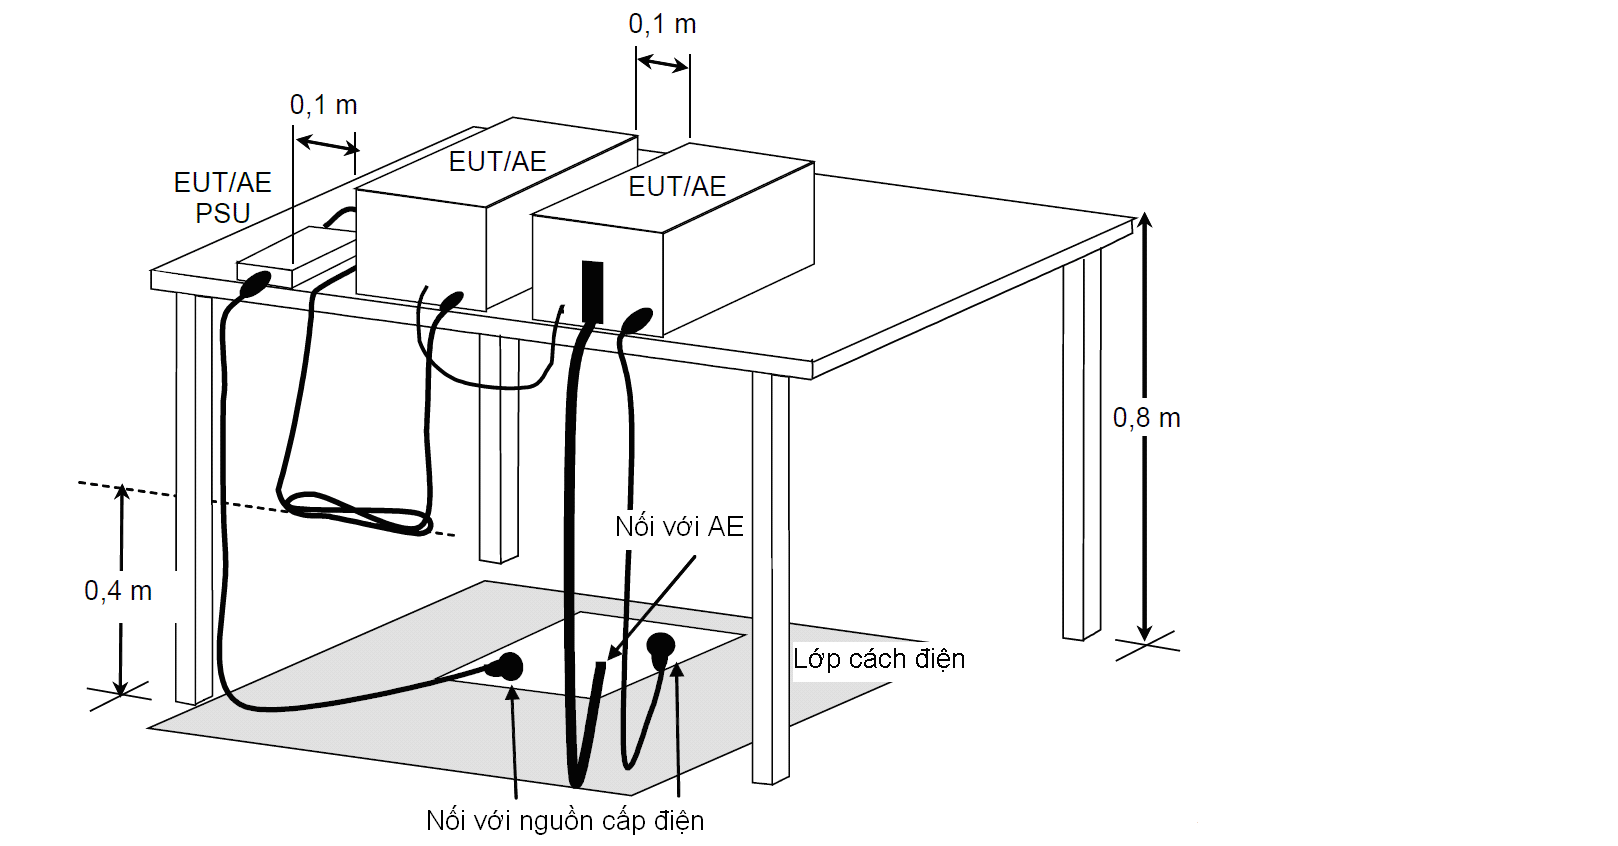 0,1 m
0,1 m
EUT/AE
EUT/AE
PSU
EUT/AE
0,8 m
Nối với AE
0,4 m
Lớp cách điện
Nối với nguồn cấp điện